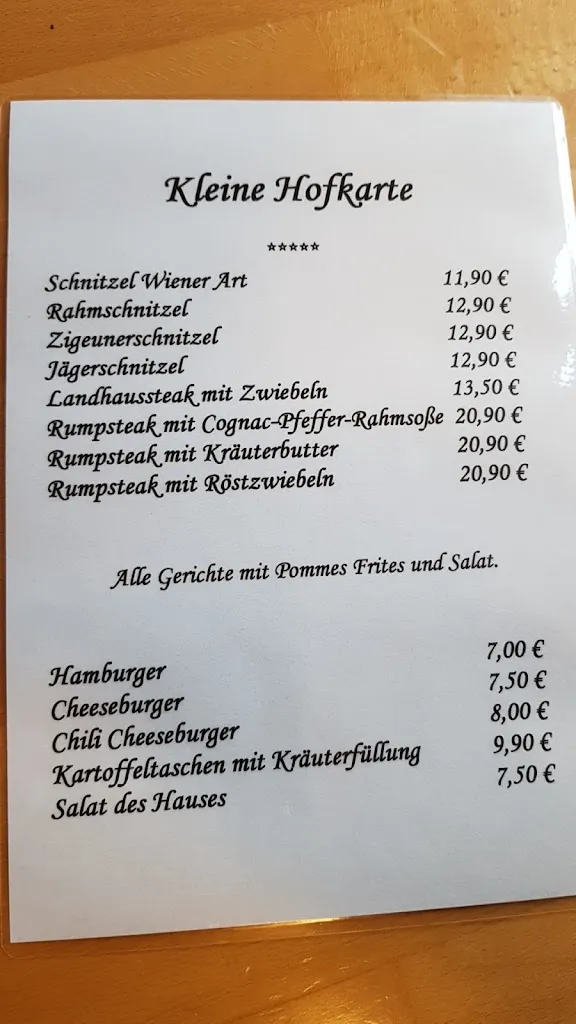 Kleine Hofkarte
*****
Schnitzel Wiener Art 11,90 €
Rahmschnitzel 12,90 €
Zigeunerschnitzel 12,90 €
Jägerschnitzel 12,90 €
Landhaussteak mit Zwiebeln 13,50 €
Rumpsteak mit Cognac-Pfeffer-Rahmsoße 20,90 €
Rumpsteak mit Kräuterbutter 20,90 €
Rumpsteak mit Röstzwiebeln 20,90 €
Alle Gerichte mit Pommes Frites und Salat.
Hamburger 7,00 €
Cheeseburger 7,50 €
Chili Cheeseburger 8,00 €
Kartoffeltaschen mit Kräuterfüllung 9,90 €
Salat des Hauses 7,50 €